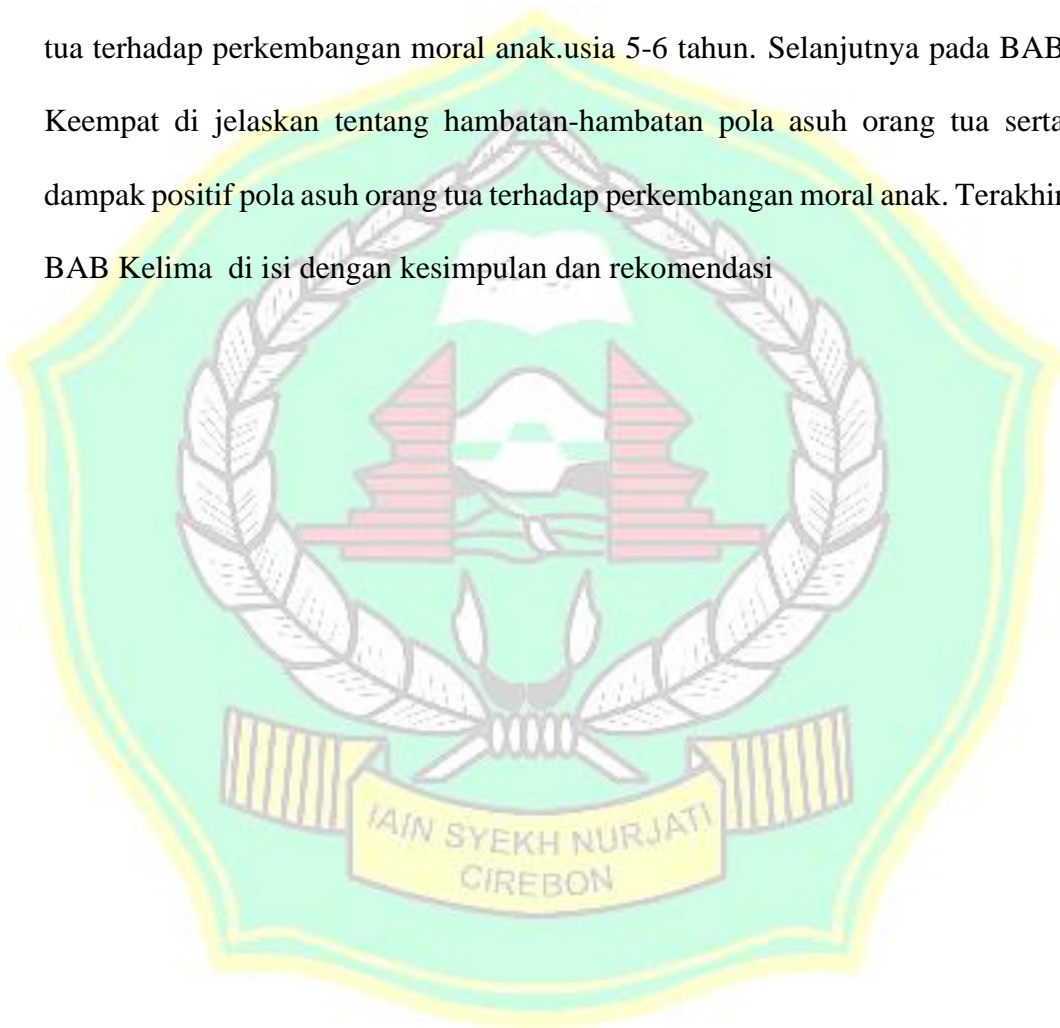 tua terhadap perkembangan moral anak.usia 5-6 tahun. Selanjutnya pada BAB
Keempat di jelaskan tentang hambatan-hambatan pola asuh orang tua serta
dampak positif pola asuh orang tua terhadap perkembangan moral anak. Terakhir
BAB Kelima di isi dengan kesimpulan dan rekomendasi
IAIN SYEKH NURJATI
CIREBON